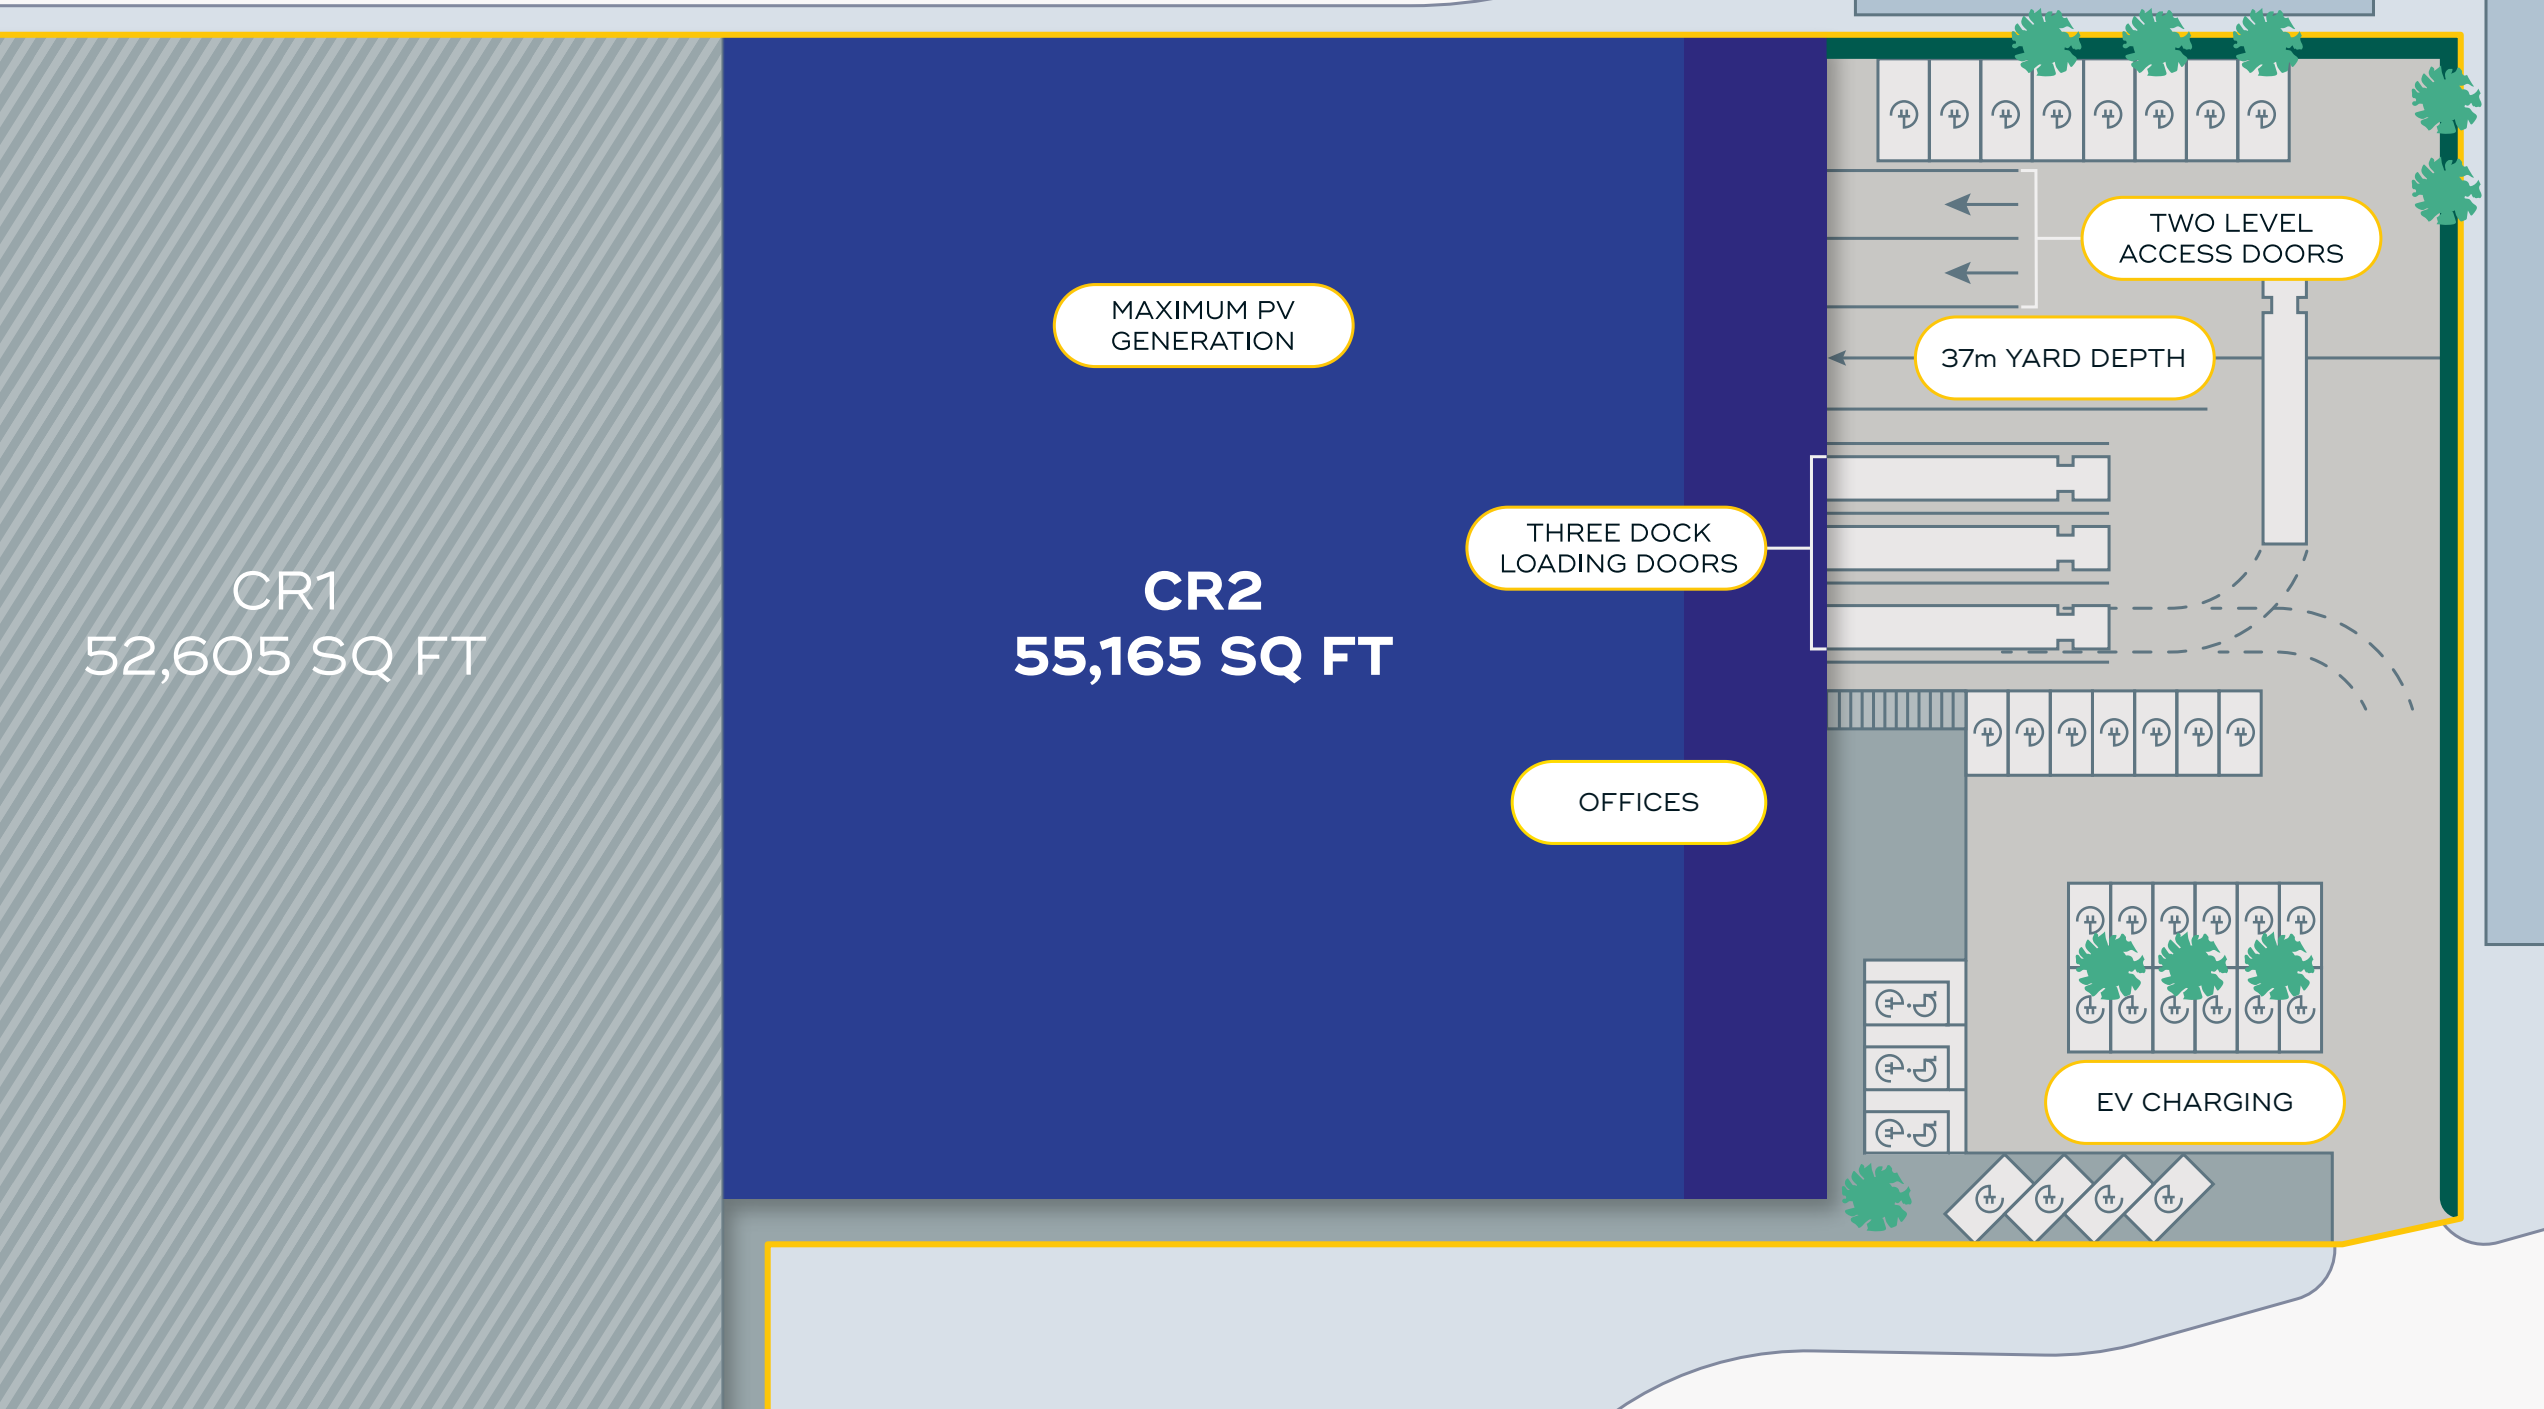 TWO LEVEL
ACCESS DOORS
MAXIMUM PV
GENERATION
37m YARD DEPTH
THREE DOCK
LOADING DOORS
CR1
52,605 SQ FT
CR2
55,165 SQ FT
OFFICES
EV CHARGING